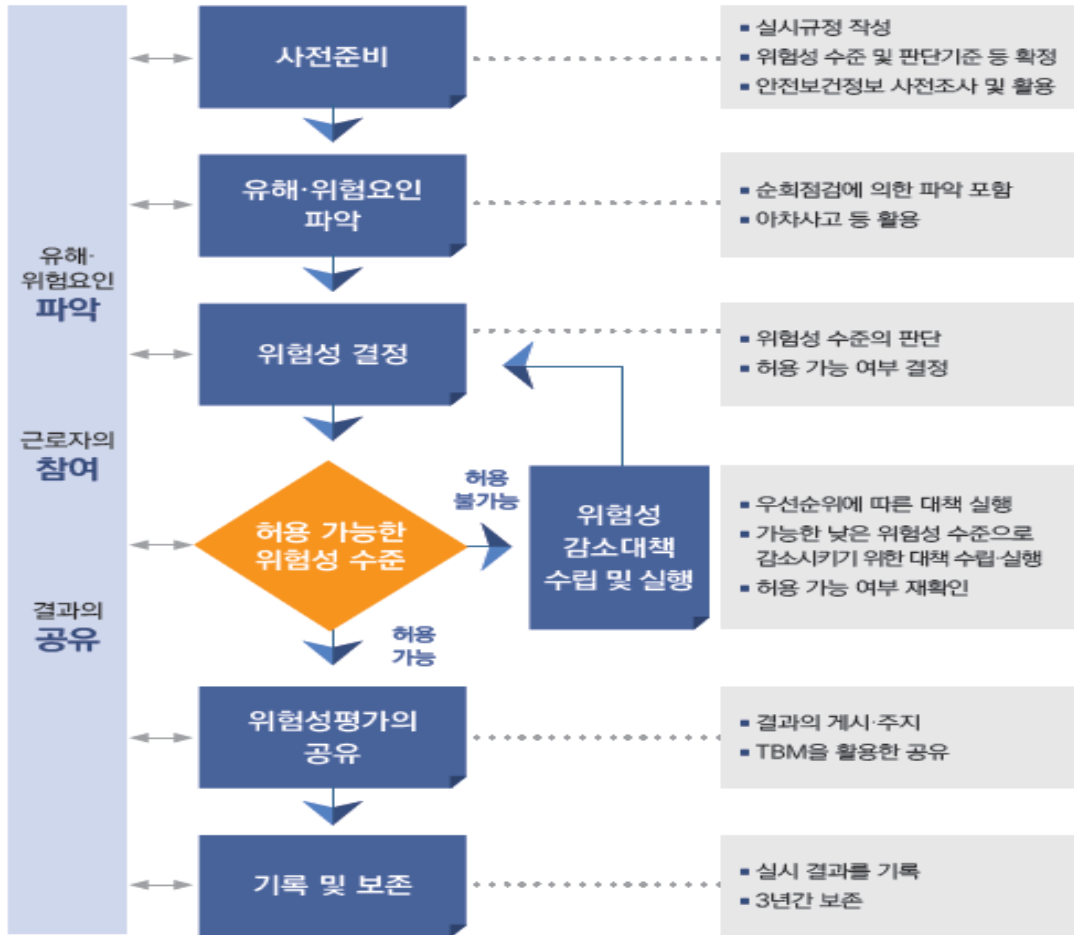 사전준비
▪ 실시규정 작성
▪ 위험성 수준 및 판단기준 등 확정
▪ 안전보건정보 사전조사 및 활용
유해·위험요인
파악
▪ 순회점검에 의한 파악 포함
▪ 아차사고 등 활용
유해·
위험요인
파악
위험성 결정
▪ 위험성 수준의 판단
▪ 허용 가능 여부 결정
근로자의
참여
허용 가능한
위험성 수준
허용
불가능
위험성
감소대책
수립 및 실행
▪ 우선순위에 따른 대책 실행
▪ 가능한 낮은 위험성 수준으로
감소시키기 위한 대책 수립·실행
▪ 허용 가능 여부 재확인
결과의
공유
허용
가능
위험성평가의
공유
▪ 결과의 게시·주지
▪ TBM을 활용한 공유
기록 및 보존
▪ 실시 결과를 기록
▪ 3년간 보존